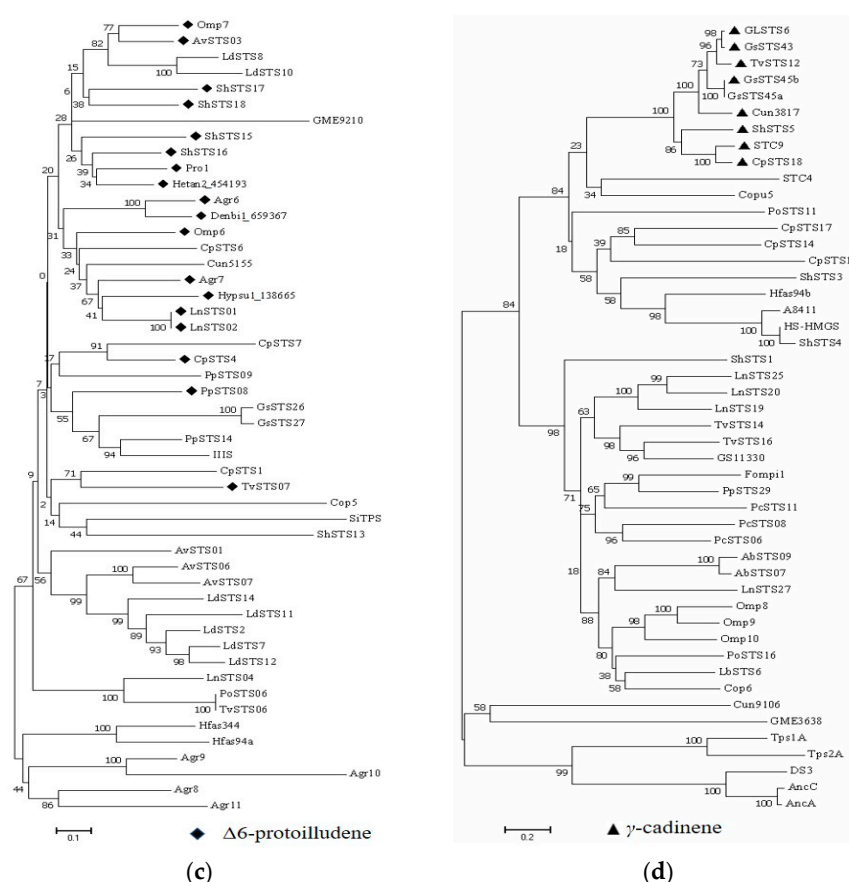 Omp7
77
AvSTS03
82
LdSTS8
15
100
LdSTS10
6
ShSTS17
38
ShSTS18
28
GME9210
ShSTS15
26
ShSTS16
20
39
Pro1
34
Hetan2_454193
100
Agr6
31
Denbi1_659367
Omp6
33
CpSTS6
0
24
Cun5155
37
Agr7
67
Hypsu1_138665
41
LnSTS01
100
LnSTS02
91
CpSTS7
CpSTS4
PpSTS09
7
3
PpSTS08
55
100
GsSTS26
GsSTS27
67
PpSTS14
94
IIIS
9
71
CpSTS1
TvSTS07
2
Cop5
14
SiTPS
44
ShSTS13
AvSTS01
67
56
AvSTS06
AvSTS07
99
LdSTS14
99
LdSTS11
89
LdSTS2
93
LdSTS7
98
LdSTS12
LnSTS04
PoSTS06
100
100
TvSTS06
Hfas344
100
Hfas94a
Agr9
100
Agr10
44
Agr8
86
Agr11
0.1
Δ6-protoilludene
(c)
98
GLSTS6
96
GsSTS43
73
TvSTS12
GsSTS45b
100
100
GsSTS45a
Cun3817
ShSTS5
86
STC9
23
100
CpSTS18
STC4
84
34
Copu5
PoSTS11
85
CpSTS17
18
39
CpSTS14
58
CpSTS1
ShSTS3
84
Hfas94b
98
A8411
100
HS-HMGS
100
ShSTS4
ShSTS1
99
LnSTS25
100
LnSTS20
63
LnSTS19
98
TvSTS14
98
TvSTS16
96
GS11330
71
99
Fompi1
65
PpSTS29
75
PcSTS11
PcSTS08
96
PcSTS06
18
100
AbSTS09
84
AbSTS07
LnSTS27
88
100
Omp8
98
Omp9
Omp10
80
PoSTS16
38
LbSTS6
58
Cop6
58
Cun9106
GME3638
100
Tps1A
Tps2A
99
DS3
100
AncC
100
AncA
0.2
γ-cadinene
(d)